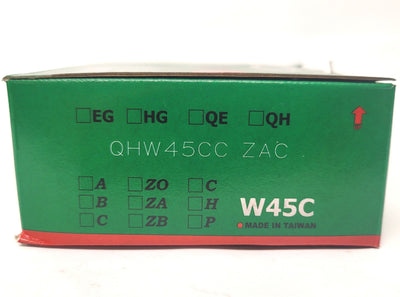 □EG □HG □QE □QH
QHW45CC ZAC
□A □ZO □C
□B □ZA □H W45C
□C □ZB □P MADE IN TAIWAN